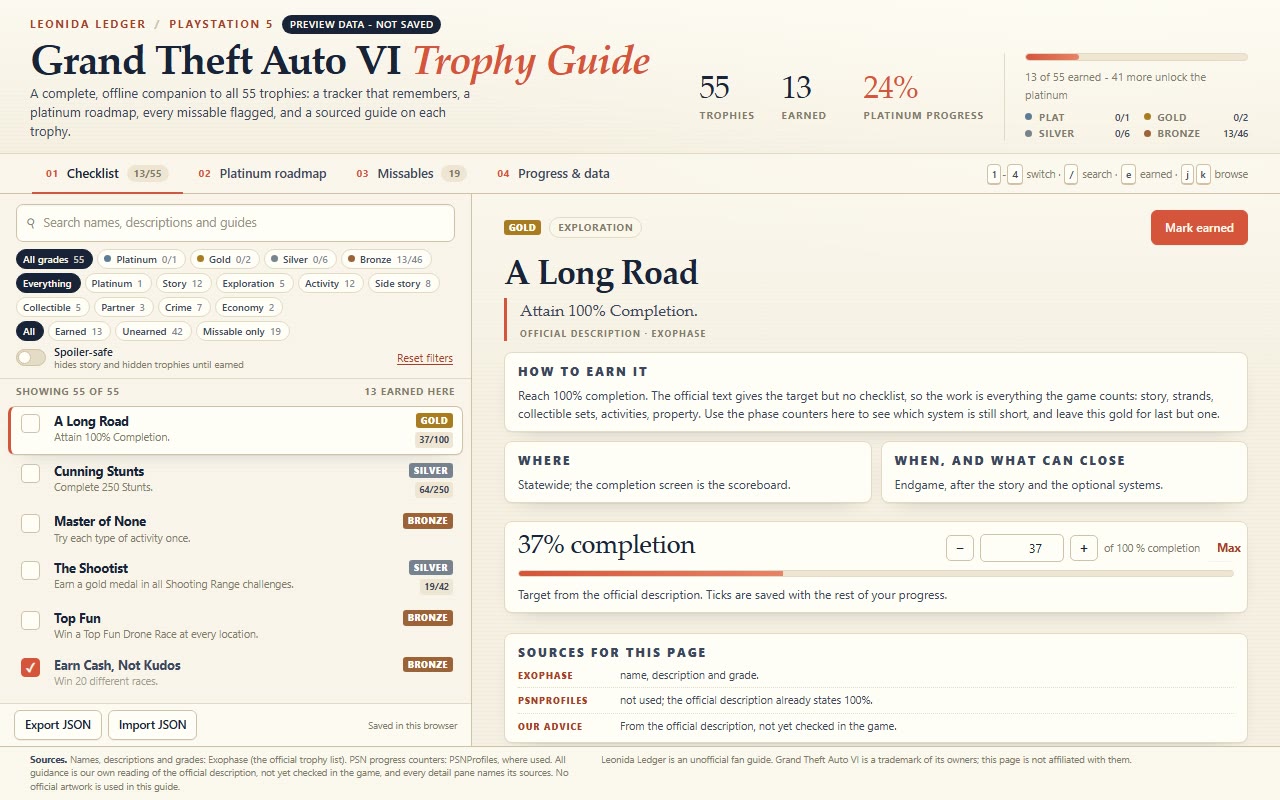 LEONIDA LEDGER / PLAYSTATION 5 PREVIEW DATA - NOT SAVED
Grand Theft Auto VI Trophy Guide
A complete, offline companion to all 55 trophies: a tracker that remembers, a
platinum roadmap, every missable flagged, and a sourced guide on each
trophy.
55 13 24%
TROPHIES EARNED PLATINUM PROGRESS
13 of 55 earned - 41 more unlock the
platinum
PLAT 0/1 GOLD 0/2
SILVER 0/6 BRONZE 13/46
01 Checklist 13/55 02 Platinum roadmap 03 Missables 19 04 Progress & data
1 - 4 switch · / search · e earned · j k browse
Search names, descriptions and guides
All grades 55 Platinum 0/1 Gold 0/2 Silver 0/6 Bronze 13/46
Everything Platinum 1 Story 12 Exploration 5 Activity 12 Side story 8
Collectible 5 Partner 3 Crime 7 Economy 2
All Earned 13 Unearned 42 Missable only 19
Spoiler-safe
hides story and hidden trophies until earned
Reset filters
SHOWING 55 OF 55 13 EARNED HERE
A Long Road GOLD
Attain 100% Completion. 37/100
Cunning Stunts SILVER
Complete 250 Stunts. 64/250
Master of None BRONZE
Try each type of activity once.
The Shootist SILVER
Earn a gold medal in all Shooting Range challenges. 19/42
Top Fun BRONZE
Win a Top Fun Drone Race at every location.
Earn Cash, Not Kudos BRONZE
Win 20 different races.
Export JSON Import JSON Saved in this browser
GOLD EXPLORATION Mark earned
A Long Road
Attain 100% Completion.
OFFICIAL DESCRIPTION · EXOPHASE
HOW TO EARN IT
Reach 100% completion. The official text gives the target but no checklist, so the work is everything the game counts: story, strands,
collectible sets, activities, property. Use the phase counters here to see which system is still short, and leave this gold for last but one.
WHERE
Statewide; the completion screen is the scoreboard.
WHEN, AND WHAT CAN CLOSE
Endgame, after the story and the optional systems.
37% completion − 37 + of 100 % completion Max
Target from the official description. Ticks are saved with the rest of your progress.
SOURCES FOR THIS PAGE
EXOPHASE name, description and grade.
PSNPROFILES not used; the official description already states 100%.
OUR ADVICE From the official description, not yet checked in the game.
Sources. Names, descriptions and grades: Exophase (the official trophy list). PSN progress counters: PSNProfiles, where used. All
guidance is our own reading of the official description, not yet checked in the game, and every detail pane names its sources. No
official artwork is used in this guide.
Leonida Ledger is an unofficial fan guide. Grand Theft Auto VI is a trademark of its owners; this page is not affiliated with them.